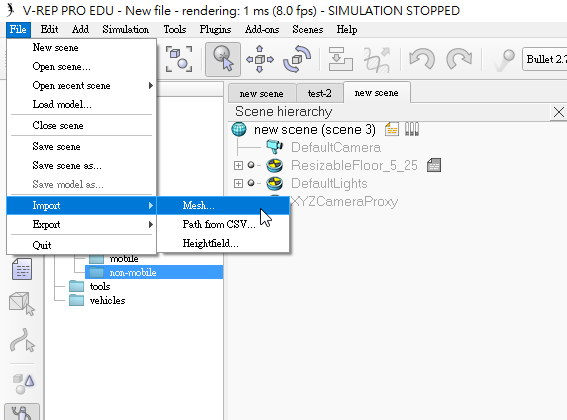 V-REP PRO EDU - New file - rendering: 1 ms (8.0 fps) - SIMULATION STOPPED
File Edit Add Simulation Tools Plugins Add-ons Scenes Help
New scene
Open scene...
Open recent scene
Load model...
Close scene
Save scene
Save scene as...
Save model as...
Import
Export
Quit
Mesh...
Path from CSV...
Heightfield...
Bullet 2.7
new scene test-2 new scene
Scene hierarchy
new scene (scene 3)
DefaultCamera
ResizableFloor_5_25
DefaultLights
XYZCameraProxy
mobile
non-mobile
tools
vehicles